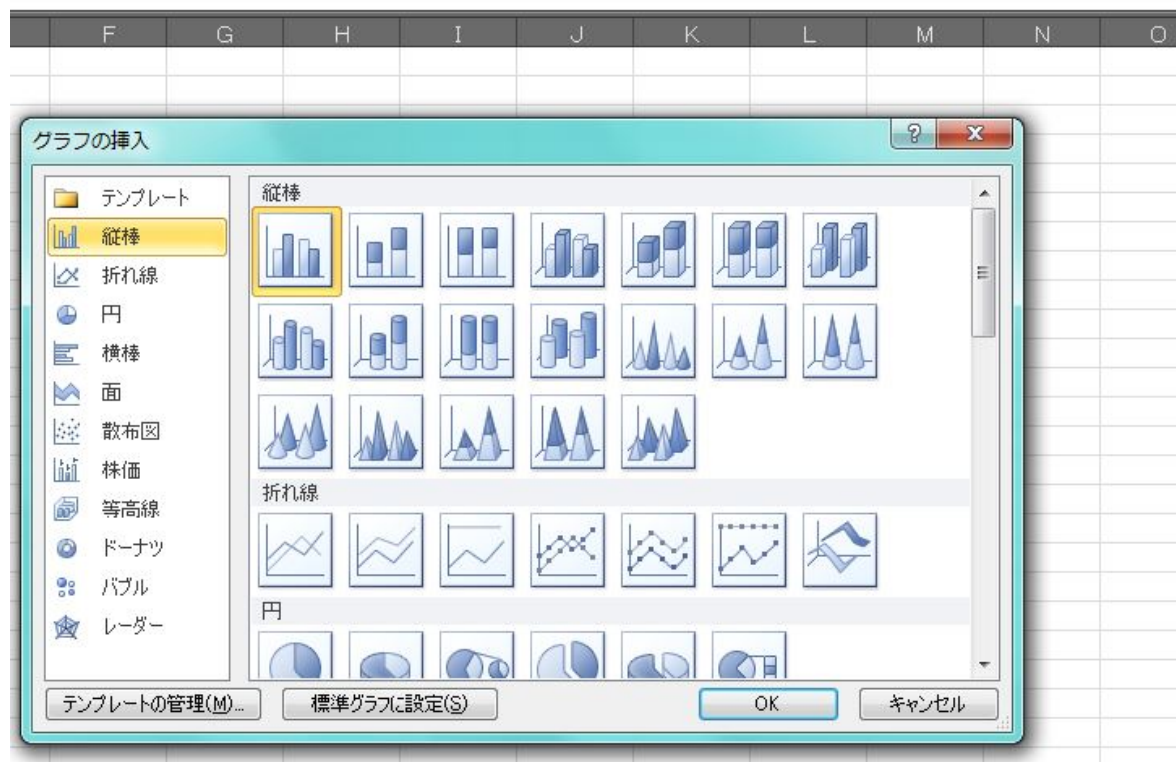 F G H I J K L M N O
グラフの挿入
テンプレート
縦棒
折れ線
円
横棒
面
散布図
株価
等高線
ドーナツ
バブル
レーダー
縦棒
折れ線
円
テンプレートの管理(M)...
標準グラフに設定(S)
OK
キャンセル